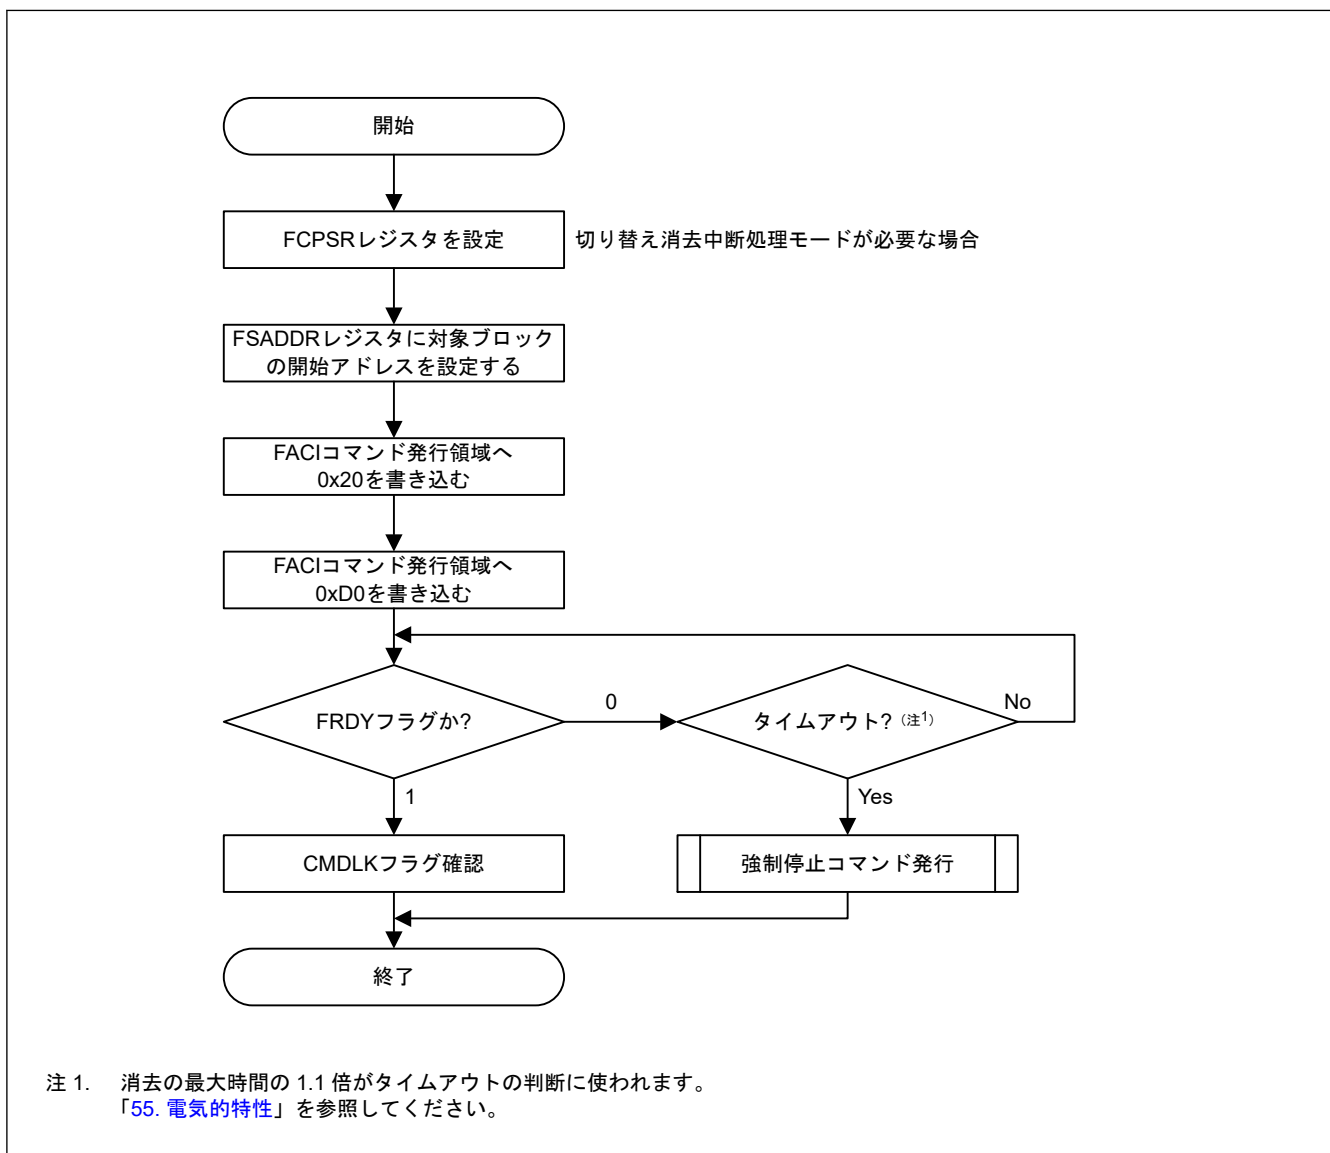 開始
FCPSRレジスタを設定
切り替え消去中断処理モードが必要な場合
FSADDRレジスタに対象ブロック
の開始アドレスを設定する
FACIコマンド発行領域へ
0x20を書き込む
FACIコマンド発行領域へ
0xD0を書き込む
FRDYフラグか?
0
タイムアウト?（注1）
No
1
Yes
CMDLKフラグ確認
強制停止コマンド発行
終了
注 1. 消去の最大時間の 1.1 倍がタイムアウトの判断に使われます。
「55. 電気的特性」を参照してください。